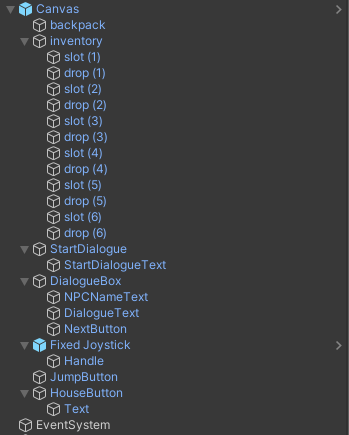 Canvas
backpack
inventory
slot (1)
drop (1)
slot (2)
drop (2)
slot (3)
drop (3)
slot (4)
drop (4)
slot (5)
drop (5)
slot (6)
drop (6)
StartDialogue
StartDialogueText
DialogueBox
NPCNameText
DialogueText
NextButton
Fixed Joystick
Handle
JumpButton
HouseButton
Text
EventSystem